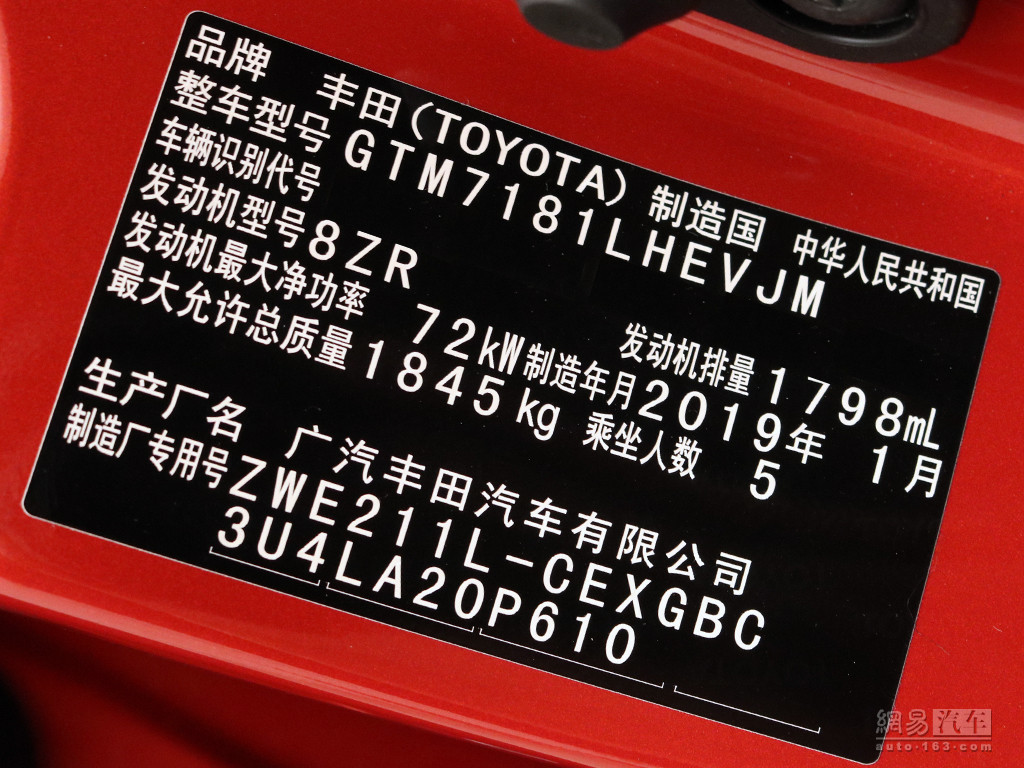 品牌 丰田(TOYOTA) 制造国 中华人民共和国
整车型号 GTM7181LHEVJM
车辆识别代号
发动机型号 8ZR 发动机排量 1798mL
发动机最大净功率 72kW 制造年月 2019年 1月
最大允许总质量 1845kg 乘坐人数 5
生产厂名 广汽丰田汽车有限公司
制造厂专用号 ZWE211L-CEXGBC
3U4LA20P610
網易汽车
auto·163·com